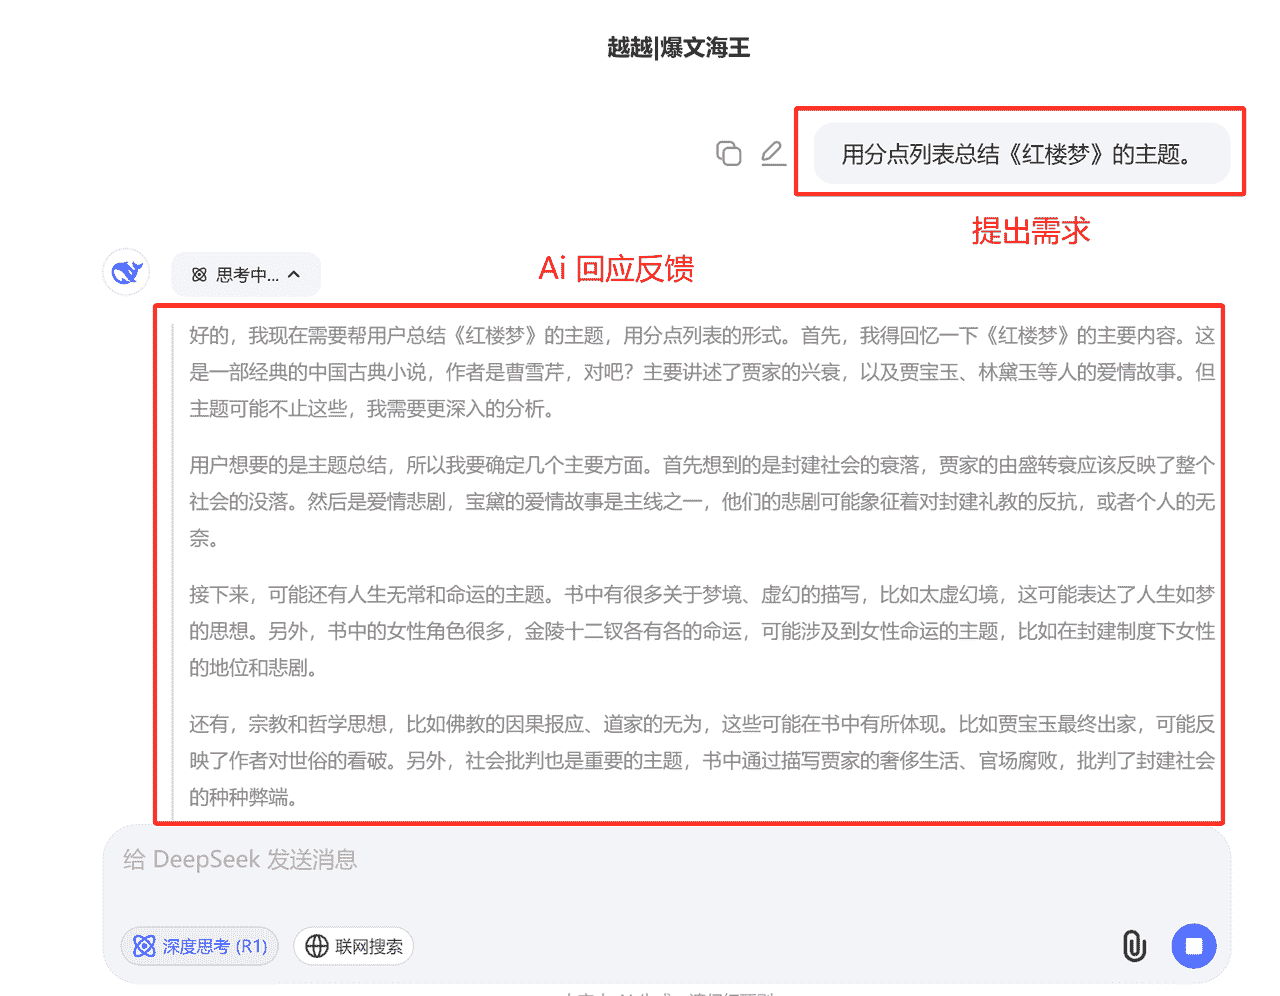 越越|爆文海王
用分点列表总结《红楼梦》的主题。
提出需求
Ai 回应反馈
思考中...
好的，我现在需要帮用户总结《红楼梦》的主题，用分点列表的形式。首先，我得回忆一下《红楼梦》的主要内容。这
是一部经典的中国古典小说，作者是曹雪芹，对吧？主要讲述了贾家的兴衰，以及贾宝玉、林黛玉等人的爱情故事。但
主题可能不止这些，我需要更深入的分析。
用户想要的是主题总结，所以我要确定几个主要方面。首先想到的是封建社会的衰落，贾家的由盛转衰应该反映了整个
社会的没落。然后是爱情悲剧，宝黛的爱情故事是主线之一，他们的悲剧可能象征着对封建礼教的反抗，或者个人的无
奈。
接下来，可能还有人生无常和命运的主题。书中有很多关于梦境、虚幻的描写，比如太虚幻境，这可能表达了人生如梦
的思想。另外，书中的女性角色很多，金陵十二钗各有各的命运，可能涉及到女性命运的主题，比如在封建制度下女性
的地位和悲剧。
还有，宗教和哲学思想，比如佛教的因果报应、道家的无为，这些可能在书中有所体现。比如贾宝玉最终出家，可能反
映了作者对世俗的看破。另外，社会批判也是重要的主题，书中通过描写贾家的奢侈生活、官场腐败，批判了封建社会
的种种弊端。
给 DeepSeek 发送消息
深度思考 (R1)
联网搜索